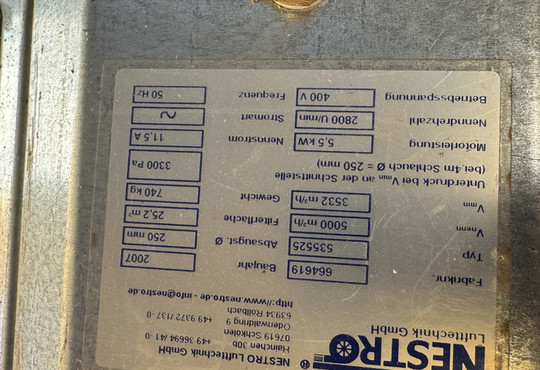 NESTRO®
Lufttechnik GmbH
NESTRO Lufttechnik GmbH
Hainchen 30b
07619 Schkölen +49 36694 /41 -0
Odenwaldring 9
63934 Röllbach +49 9372 /137 -0
http://www.nestro.de - info@nestro.de
Fabriknr. 664619 Baujahr 2007
Typ 535525 Absaugst. Ø 250 mm
Vnenn 5000 m³/h Filterfläche 25,2 m²
Vmin 3532 m³/h Gewicht 740 kg
Unterdruck bei Vmin an der Schnittstelle 3300 Pa
(bei 4m Schlauch Ø = 250 mm)
Motorleistung 5,5 kW Nennstrom 11,5 A
Nenndrehzahl 2800 U/min Stromart ~
Betriebsspannung 400 V Frequenz 50 Hz